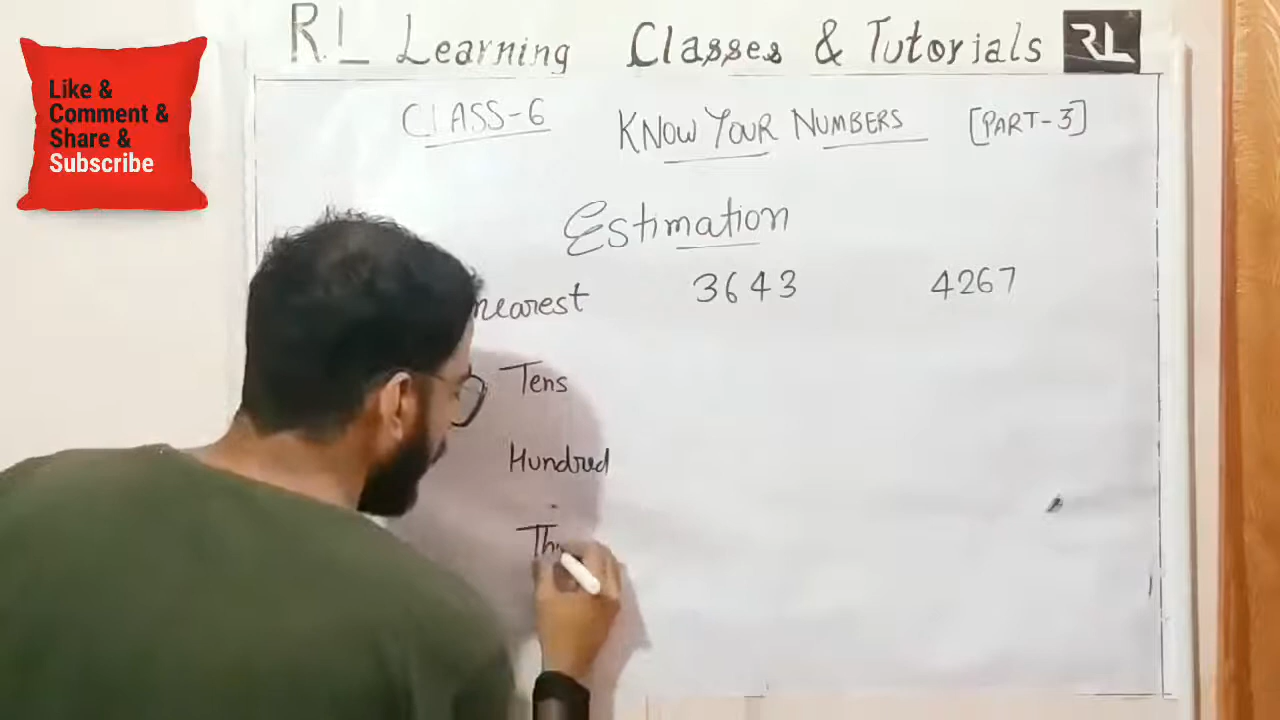 R.L Learning Classes & Tutorials RL
Like &
Comment &
Share &
Subscribe
CLASS-6 KNOW YOUR NUMBERS [PART-3]
Estimation
nearest 3643 4267
Tens
Hundred
Th